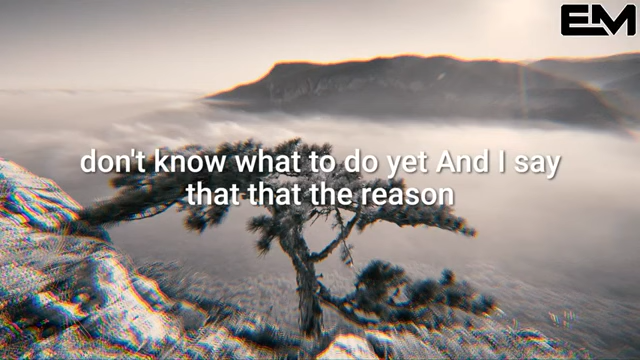 EM
don't know what to do yet And I say
that that the reason